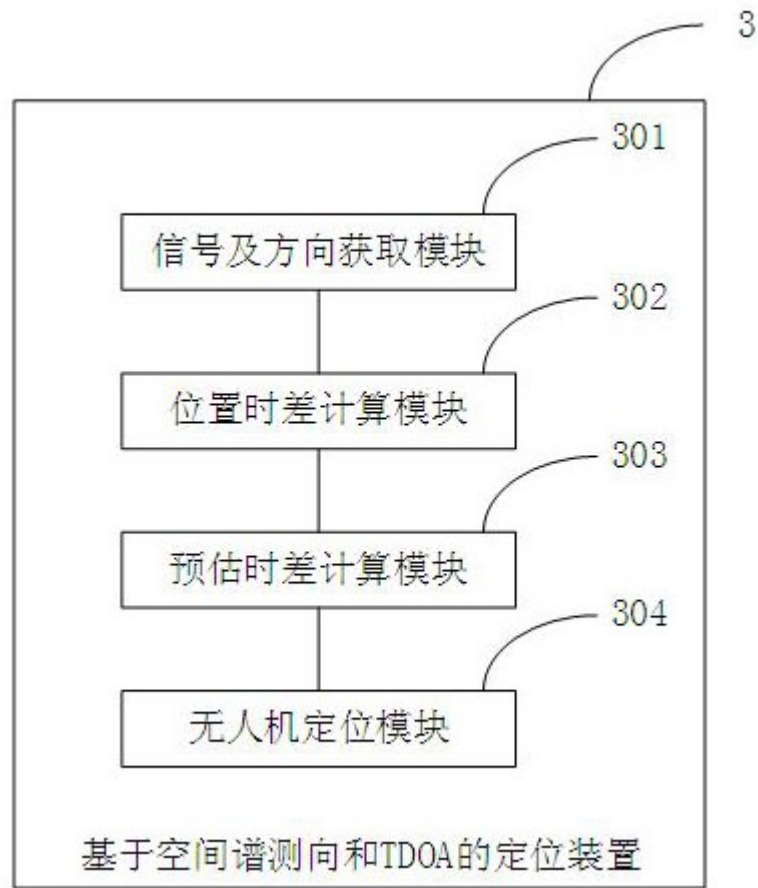 3
301
信号及方向获取模块
302
位置时差计算模块
303
预估时差计算模块
304
无人机定位模块
基于空间谱测向和TDOA的定位装置